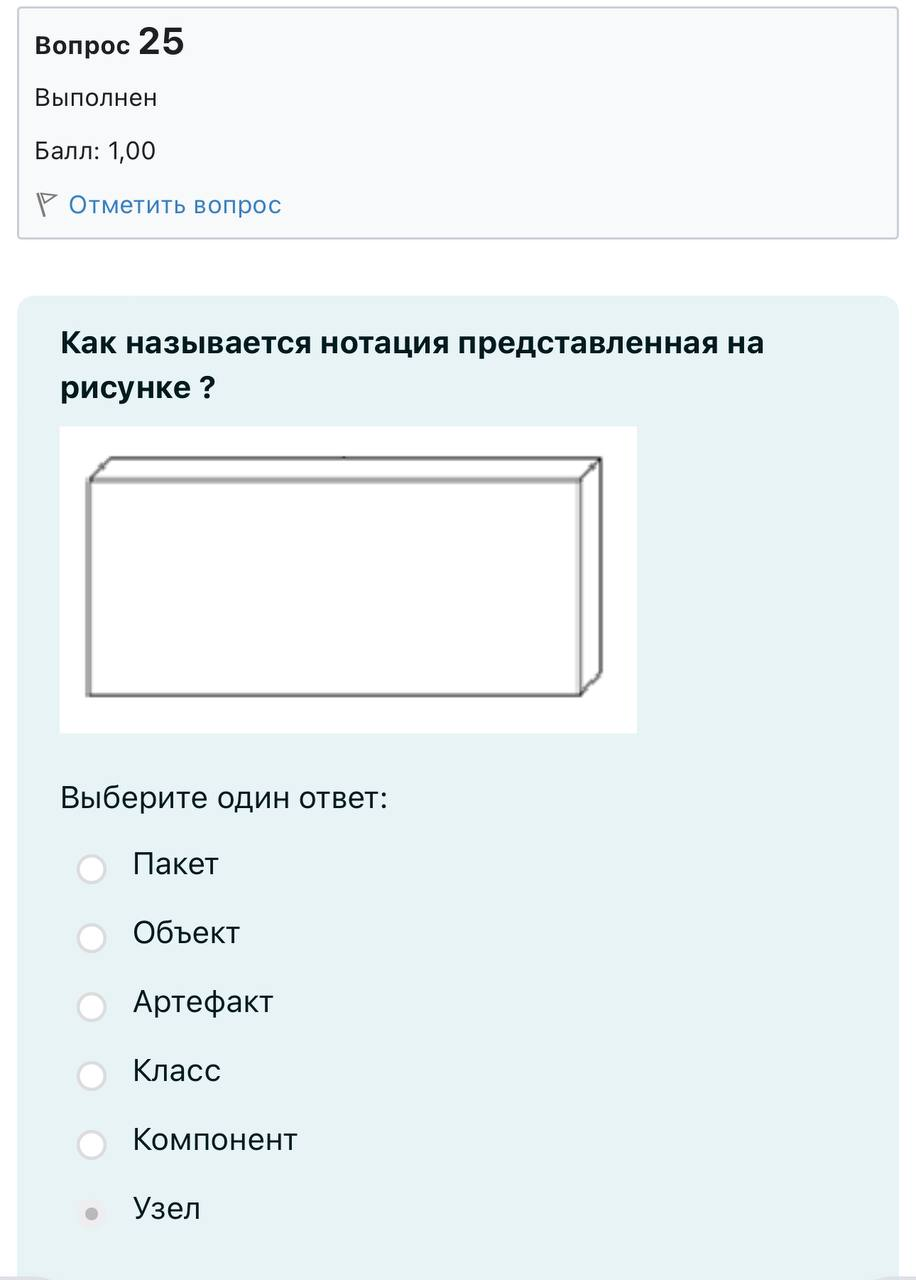 Вопрос 25
Выполнен
Балл: 1,00
Отметить вопрос
Как называется нотация представленная на
рисунке ?
Выберите один ответ:
Пакет
Объект
Артефакт
Класс
Компонент
Узел